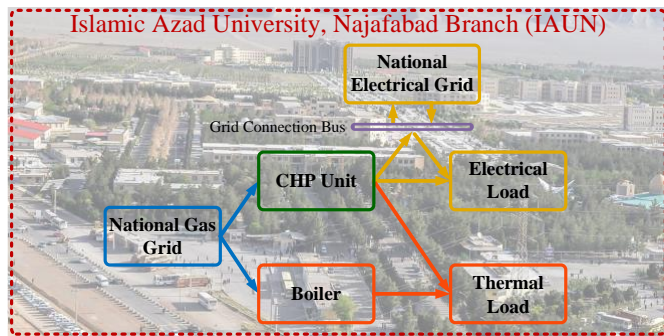 Islamic Azad University, Najafabad Branch (IAUN)
National
Electrical Grid
Grid Connection Bus
CHP Unit
Electrical
Load
National Gas
Grid
Boiler
Thermal
Load